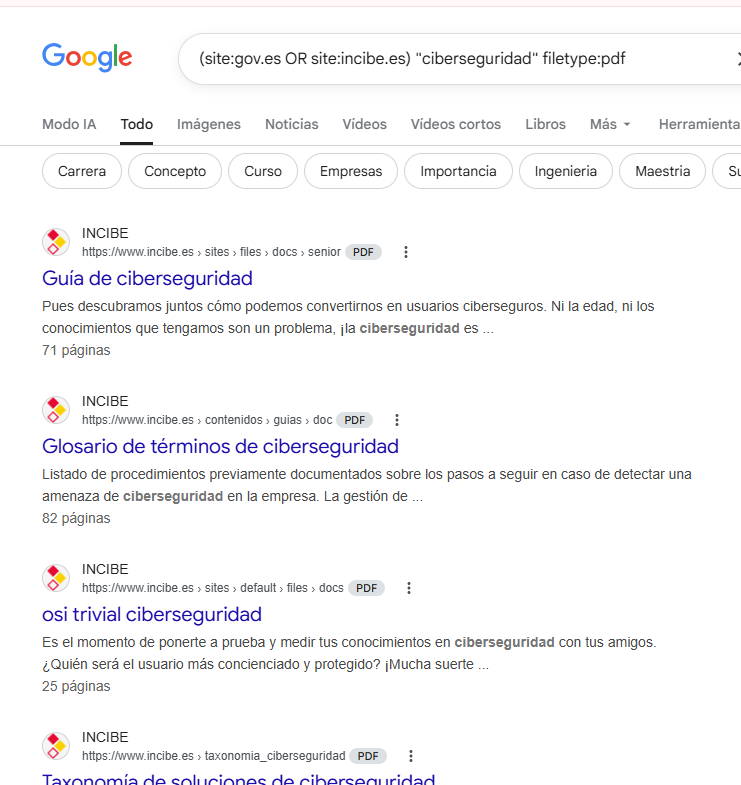 Google
(site:gov.es OR site:incibe.es) "ciberseguridad" filetype:pdf
Modo IA Todo Imágenes Noticias Vídeos Vídeos cortos Libros Más Herramienta
Carrera Concepto Curso Empresas Importancia Ingenieria Maestria Su
INCIBE
https://www.incibe.es › sites › files › docs › senior PDF
Guía de ciberseguridad
Pues descubramos juntos cómo podemos convertirnos en usuarios ciberseguros. Ni la edad, ni los
conocimientos que tengamos son un problema, ¡la ciberseguridad es ...
71 páginas
INCIBE
https://www.incibe.es › contenidos › guias › doc PDF
Glosario de términos de ciberseguridad
Listado de procedimientos previamente documentados sobre los pasos a seguir en caso de detectar una
amenaza de ciberseguridad en la empresa. La gestión de ...
82 páginas
INCIBE
https://www.incibe.es › sites › default › files › docs PDF
osi trivial ciberseguridad
Es el momento de ponerte a prueba y medir tus conocimientos en ciberseguridad con tus amigos.
¿Quién será el usuario más concienciado y protegido? ¡Mucha suerte ...
25 páginas
INCIBE
https://www.incibe.es › taxonomia_ciberseguridad PDF
Taxonomía de soluciones de ciberseguridad